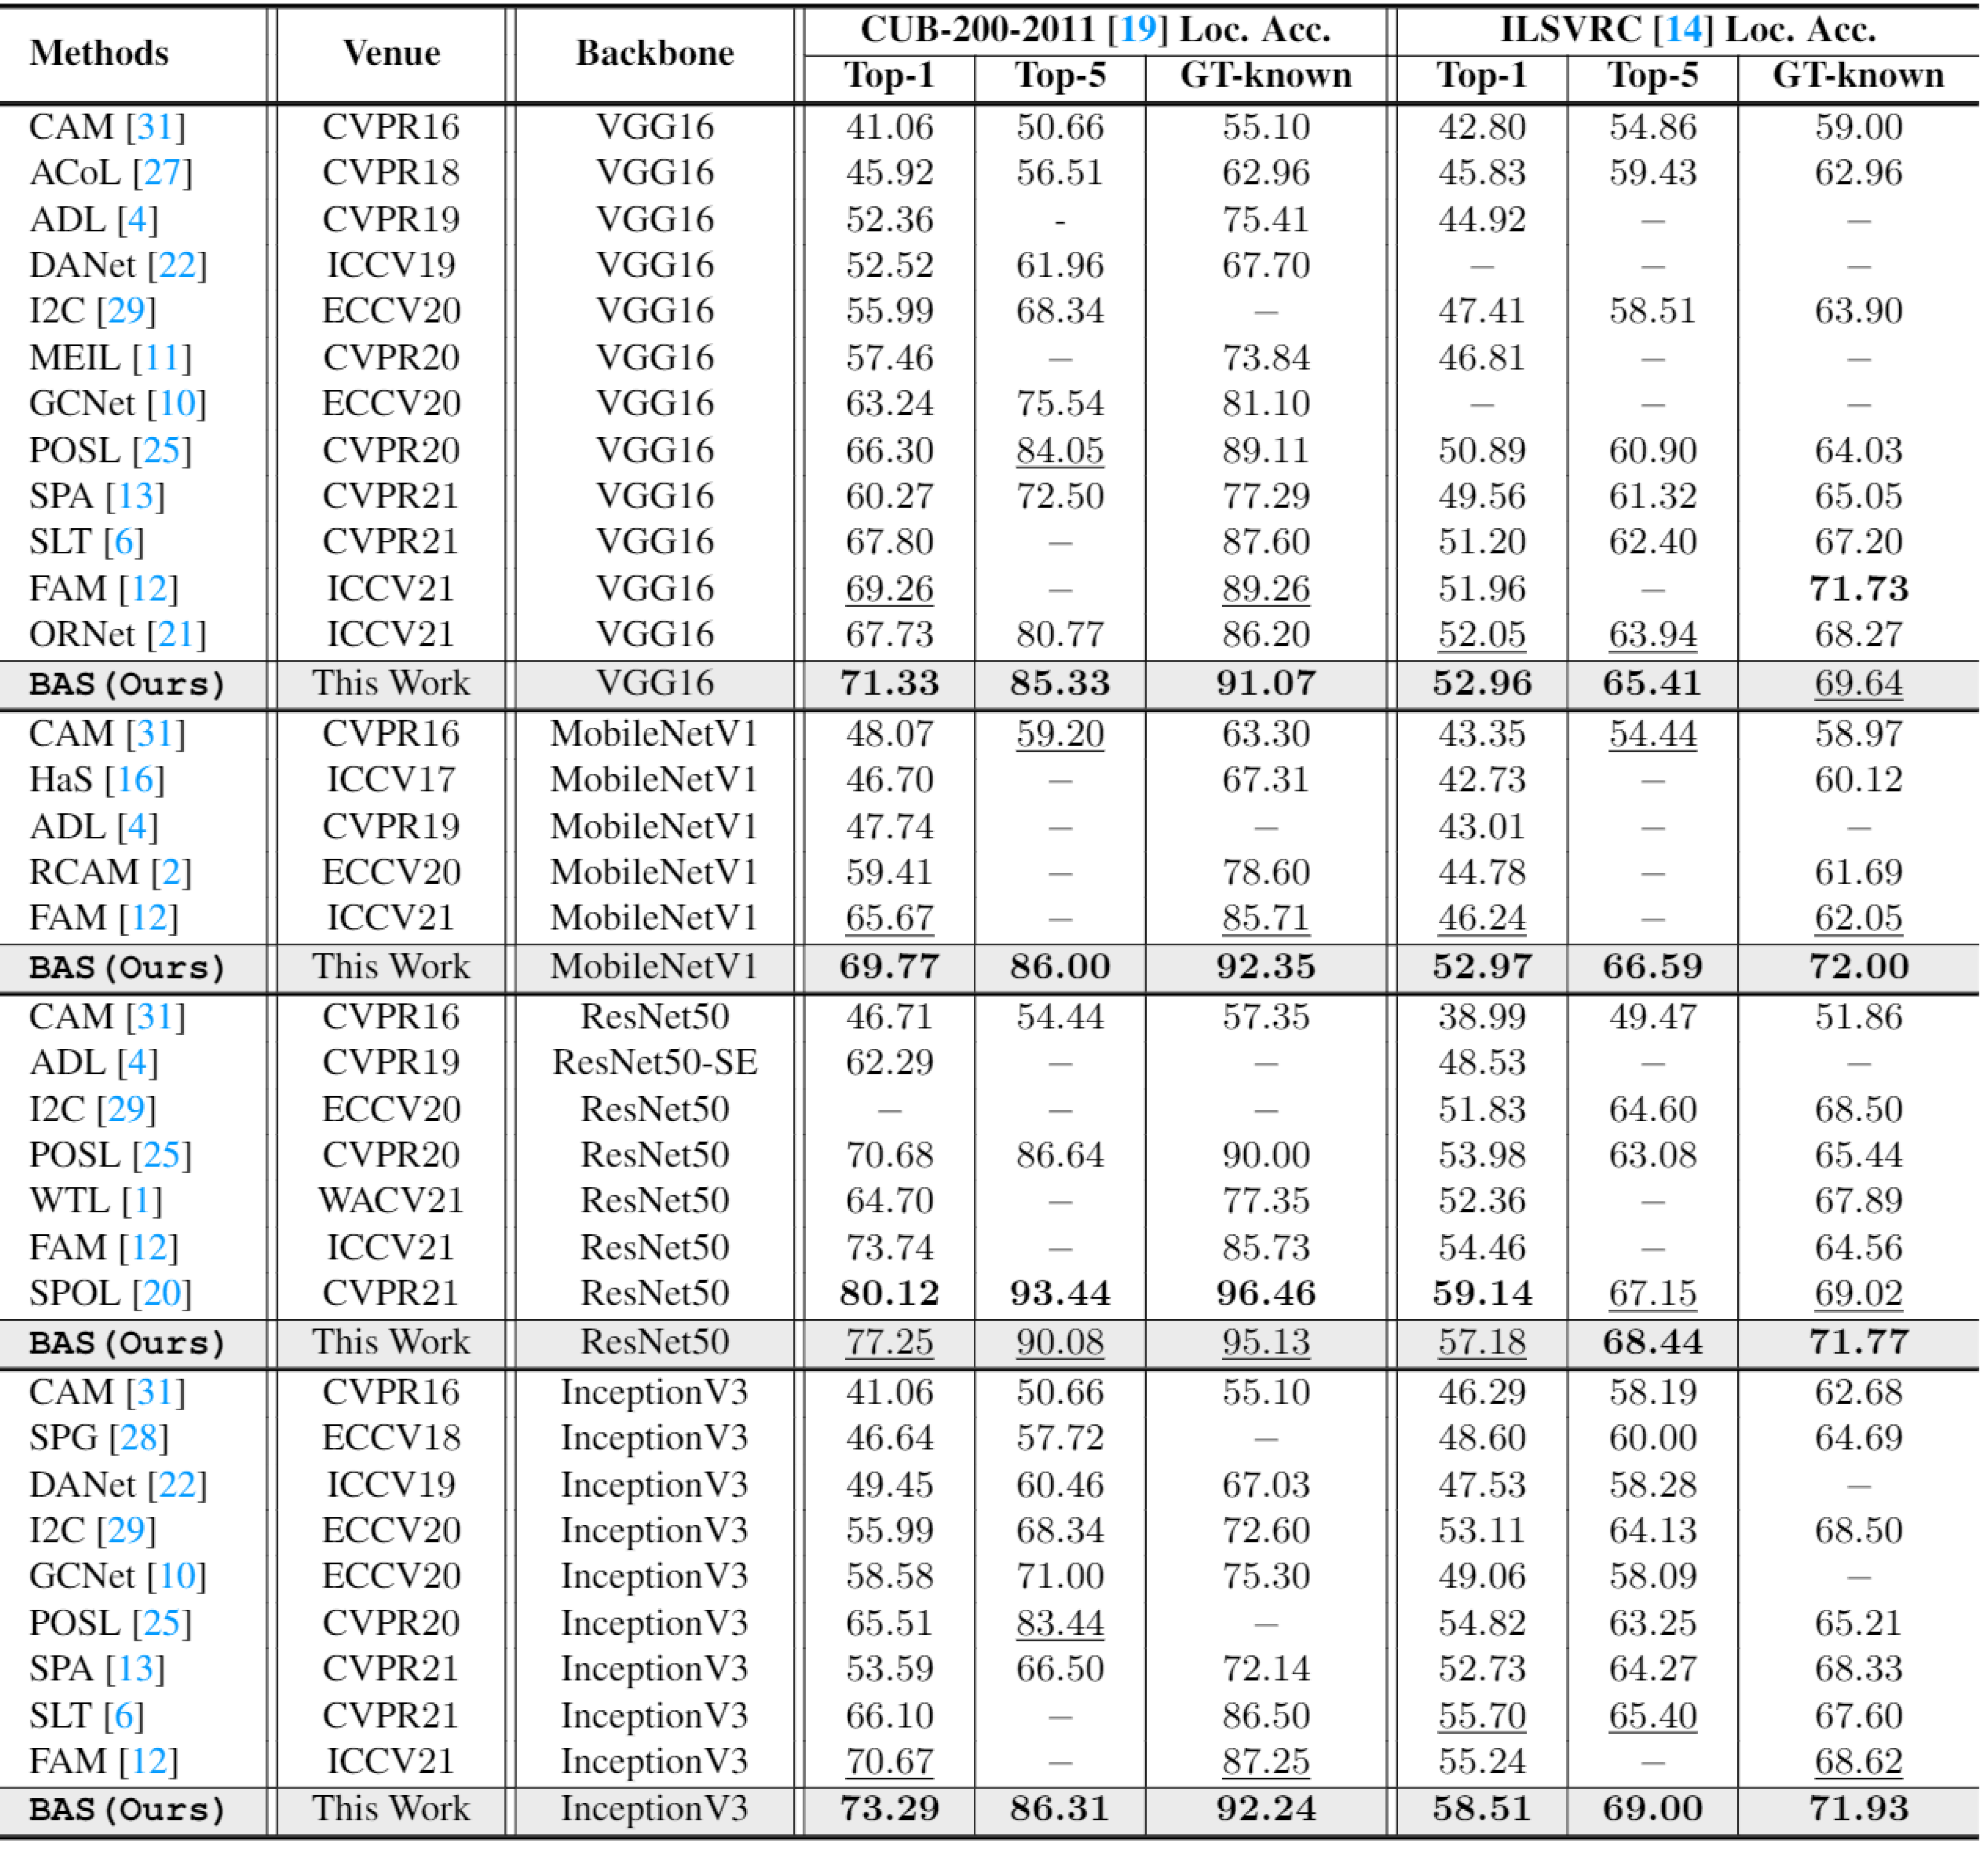 Methods Venue Backbone CUB-200-2011 [19] Loc. Acc. ILSVRC [14] Loc. Acc.
Top-1 Top-5 GT-known Top-1 Top-5 GT-known
CAM [31] CVPR16 VGG16 41.06 50.66 55.10 42.80 54.86 59.00
ACoL [27] CVPR18 VGG16 45.92 56.51 62.96 45.83 59.43 62.96
ADL [4] CVPR19 VGG16 52.36 - 75.41 44.92 – –
DANet [22] ICCV19 VGG16 52.52 61.96 67.70 – – –
I2C [29] ECCV20 VGG16 55.99 68.34 – 47.41 58.51 63.90
MEIL [11] CVPR20 VGG16 57.46 – 73.84 46.81 – –
GCNet [10] ECCV20 VGG16 63.24 75.54 81.10 – – –
POSL [25] CVPR20 VGG16 66.30 84.05 89.11 50.89 60.90 64.03
SPA [13] CVPR21 VGG16 60.27 72.50 77.29 49.56 61.32 65.05
SLT [6] CVPR21 VGG16 67.80 – 87.60 51.20 62.40 67.20
FAM [12] ICCV21 VGG16 69.26 – 89.26 51.96 – 71.73
ORNet [21] ICCV21 VGG16 67.73 80.77 86.20 52.05 63.94 68.27
BAS(Ours) This Work VGG16 71.33 85.33 91.07 52.96 65.41 69.64
CAM [31] CVPR16 MobileNetV1 48.07 59.20 63.30 43.35 54.44 58.97
HaS [16] ICCV17 MobileNetV1 46.70 – 67.31 42.73 – 60.12
ADL [4] CVPR19 MobileNetV1 47.74 – – 43.01 – –
RCAM [2] ECCV20 MobileNetV1 59.41 – 78.60 44.78 – 61.69
FAM [12] ICCV21 MobileNetV1 65.67 – 85.71 46.24 – 62.05
BAS(Ours) This Work MobileNetV1 69.77 86.00 92.35 52.97 66.59 72.00
CAM [31] CVPR16 ResNet50 46.71 54.44 57.35 38.99 49.47 51.86
ADL [4] CVPR19 ResNet50-SE 62.29 – – 48.53 – –
I2C [29] ECCV20 ResNet50 – – – 51.83 64.60 68.50
POSL [25] CVPR20 ResNet50 70.68 86.64 90.00 53.98 63.08 65.44
WTL [1] WACV21 ResNet50 64.70 – 77.35 52.36 – 67.89
FAM [12] ICCV21 ResNet50 73.74 – 85.73 54.46 – 64.56
SPOL [20] CVPR21 ResNet50 80.12 93.44 96.46 59.14 67.15 69.02
BAS(Ours) This Work ResNet50 77.25 90.08 95.13 57.18 68.44 71.77
CAM [31] CVPR16 InceptionV3 41.06 50.66 55.10 46.29 58.19 62.68
SPG [28] ECCV18 InceptionV3 46.64 57.72 – 48.60 60.00 64.69
DANet [22] ICCV19 InceptionV3 49.45 60.46 67.03 47.53 58.28 –
I2C [29] ECCV20 InceptionV3 55.99 68.34 72.60 53.11 64.13 68.50
GCNet [10] ECCV20 InceptionV3 58.58 71.00 75.30 49.06 58.09 –
POSL [25] CVPR20 InceptionV3 65.51 83.44 – 54.82 63.25 65.21
SPA [13] CVPR21 InceptionV3 53.59 66.50 72.14 52.73 64.27 68.33
SLT [6] CVPR21 InceptionV3 66.10 – 86.50 55.70 65.40 67.60
FAM [12] ICCV21 InceptionV3 70.67 – 87.25 55.24 – 68.62
BAS(Ours) This Work InceptionV3 73.29 86.31 92.24 58.51 69.00 71.93